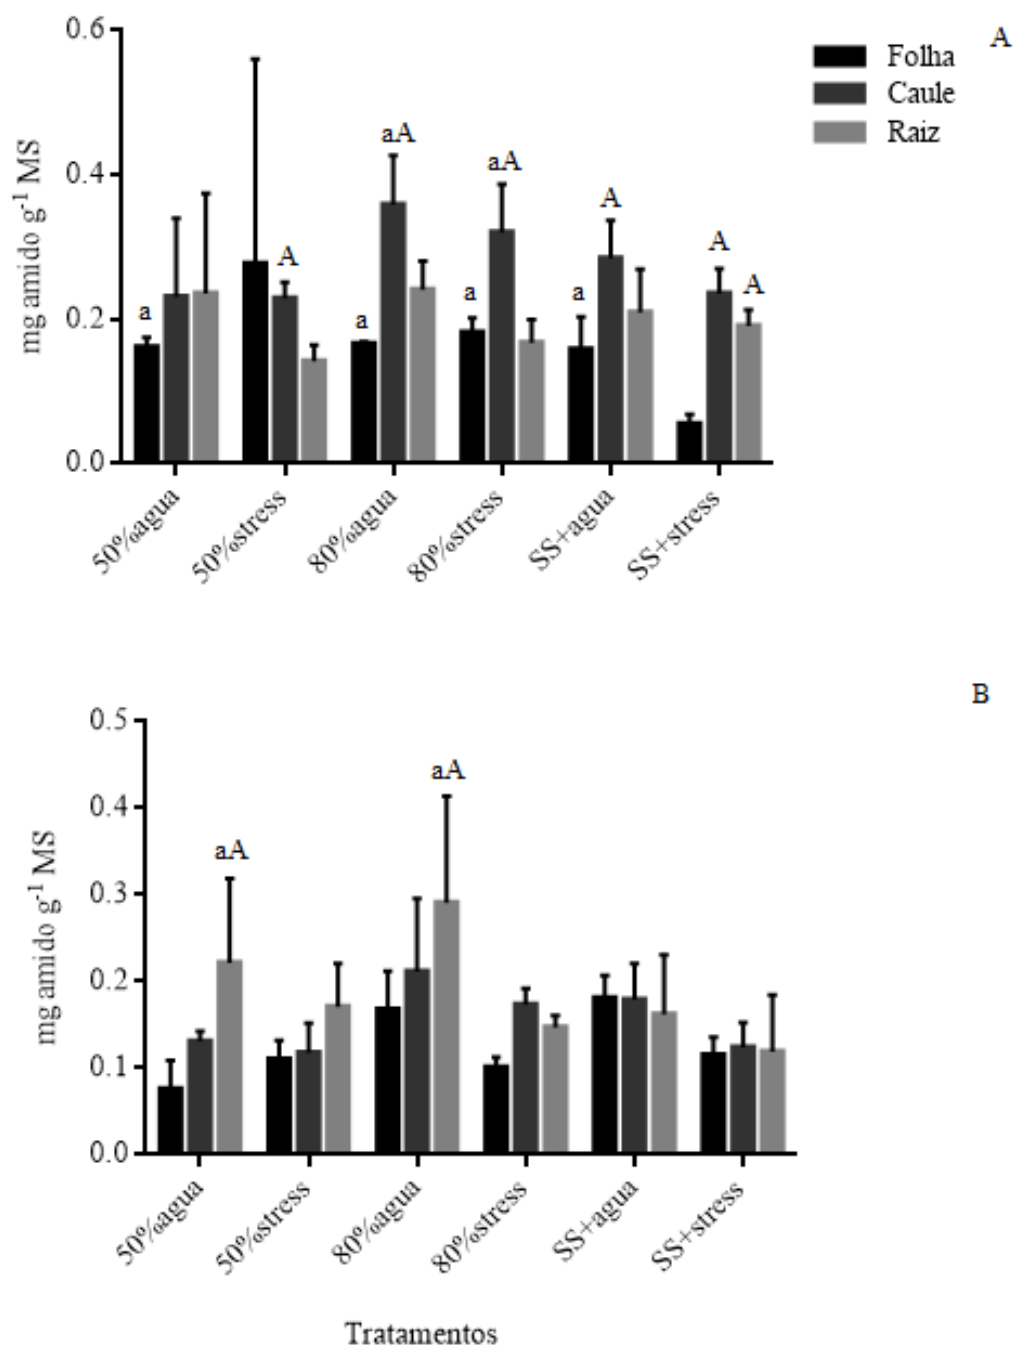 A
Folha
Caule
Raiz
mg amido g-1 MS
0.6
0.4
0.2
0.0
a
A
aA
a
aA
a
A
a
A
A
50%agua
50%stress
80%agua
80%stress
SS+agua
SS+stress
B
mg amido g-1 MS
0.5
0.4
0.3
0.2
0.1
0.0
aA
aA
50%agua
50%stress
80%agua
80%stress
SS+agua
SS+stress
Tratamentos